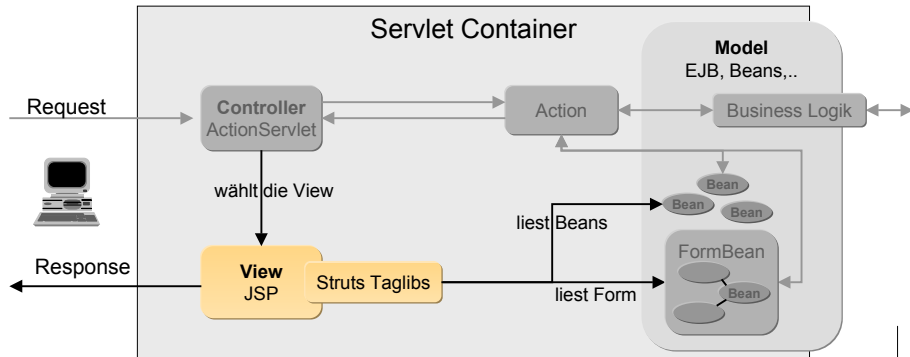 Servlet Container
Model
EJB, Beans,..
Request
Controller
ActionServlet
Action
Business Logik
wählt die View
Bean
Bean
Bean
liest Beans
Response
View
JSP
Struts Taglibs
liest Form
FormBean
Bean